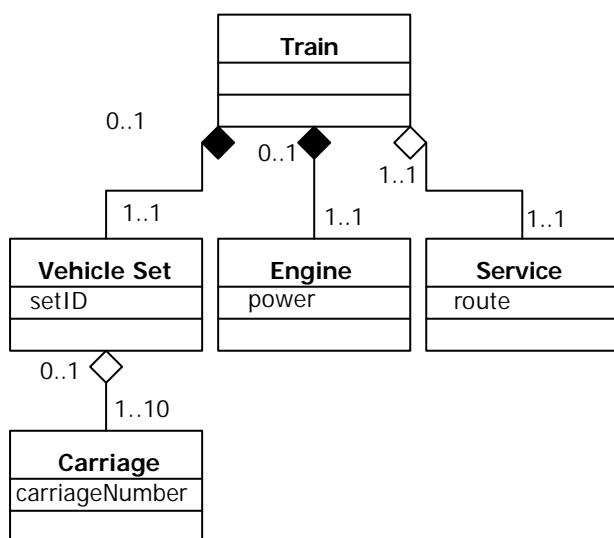 Train
0..1
0..1
1..1
1..1
1..1
1..1
Vehicle Set
setID
Engine
power
Service
route
0..1
1..10
Carriage
carriageNumber